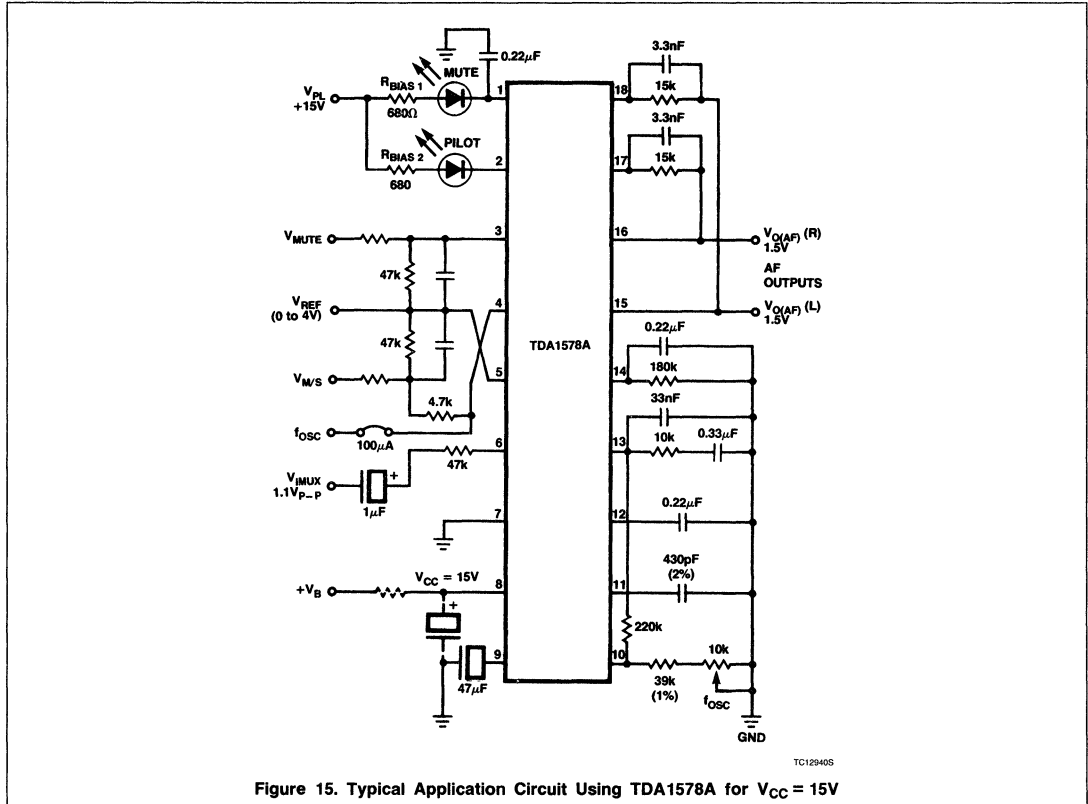 0.22μF
MUTE
V_PL
+15V
R_BIAS 1
680Ω
1
PILOT
R_BIAS 2
680
2
V_MUTE
3
47k
V_REF
(0 to 4V)
4
47k
V_M/S
5
4.7k
f_OSC
100μA
6
47k
V_iMUX
1.1V_P–P
+
1μF
7
V_CC = 15V
+V_B
8
+
9
47μF
TDA1578A
3.3nF
18
15k
3.3nF
17
15k
16
V_O(AF) (R)
1.5V
AF
OUTPUTS
15
V_O(AF) (L)
1.5V
0.22μF
14
180k
33nF
13
10k
0.33μF
12
0.22μF
430pF
(2%)
11
220k
10
39k
(1%)
10k
f_OSC
GND
TC12940S
Figure 15. Typical Application Circuit Using TDA1578A for V_CC = 15V